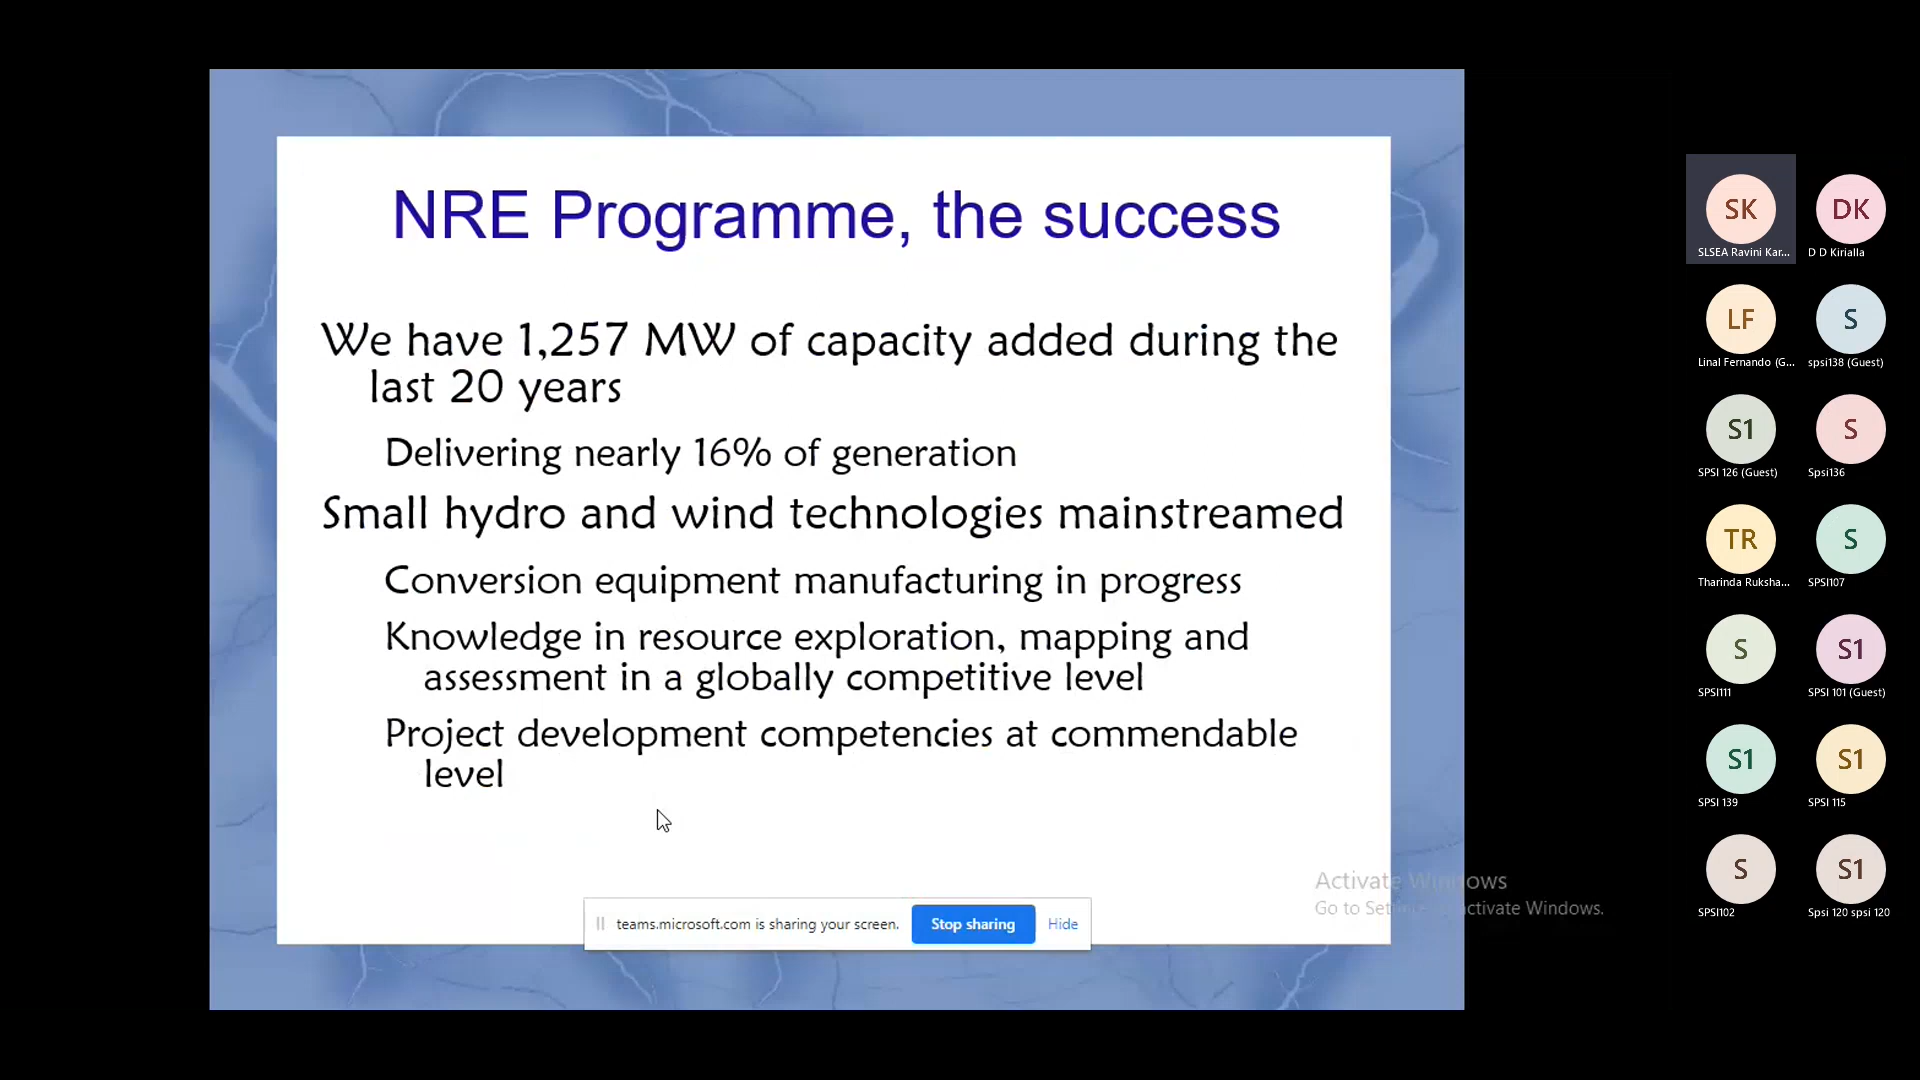 NRE Programme, the success
We have 1,257 MW of capacity added during the
last 20 years
Delivering nearly 16% of generation
Small hydro and wind technologies mainstreamed
Conversion equipment manufacturing in progress
Knowledge in resource exploration, mapping and
assessment in a globally competitive level
Project development competencies at commendable
level
teams.microsoft.com is sharing your screen.
Stop sharing
Hide
Activate Windows
Go to Settings to activate Windows.
SK
SLSEA Ravini Kar...
DK
D D Kirialla
LF
Linal Fernando (G...
S
spsi138 (Guest)
S1
SPSI 126 (Guest)
S
Spsi136
TR
Tharinda Ruksha...
S
SPSI107
S
SPSI111
S1
SPSI 101 (Guest)
S1
SPSI 139
S1
SPSI 115
S
SPSI102
S1
Spsi 120 spsi 120